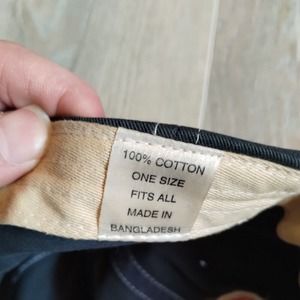 100% COTTON
ONE SIZE
FITS ALL
MADE IN
BANGLADESH